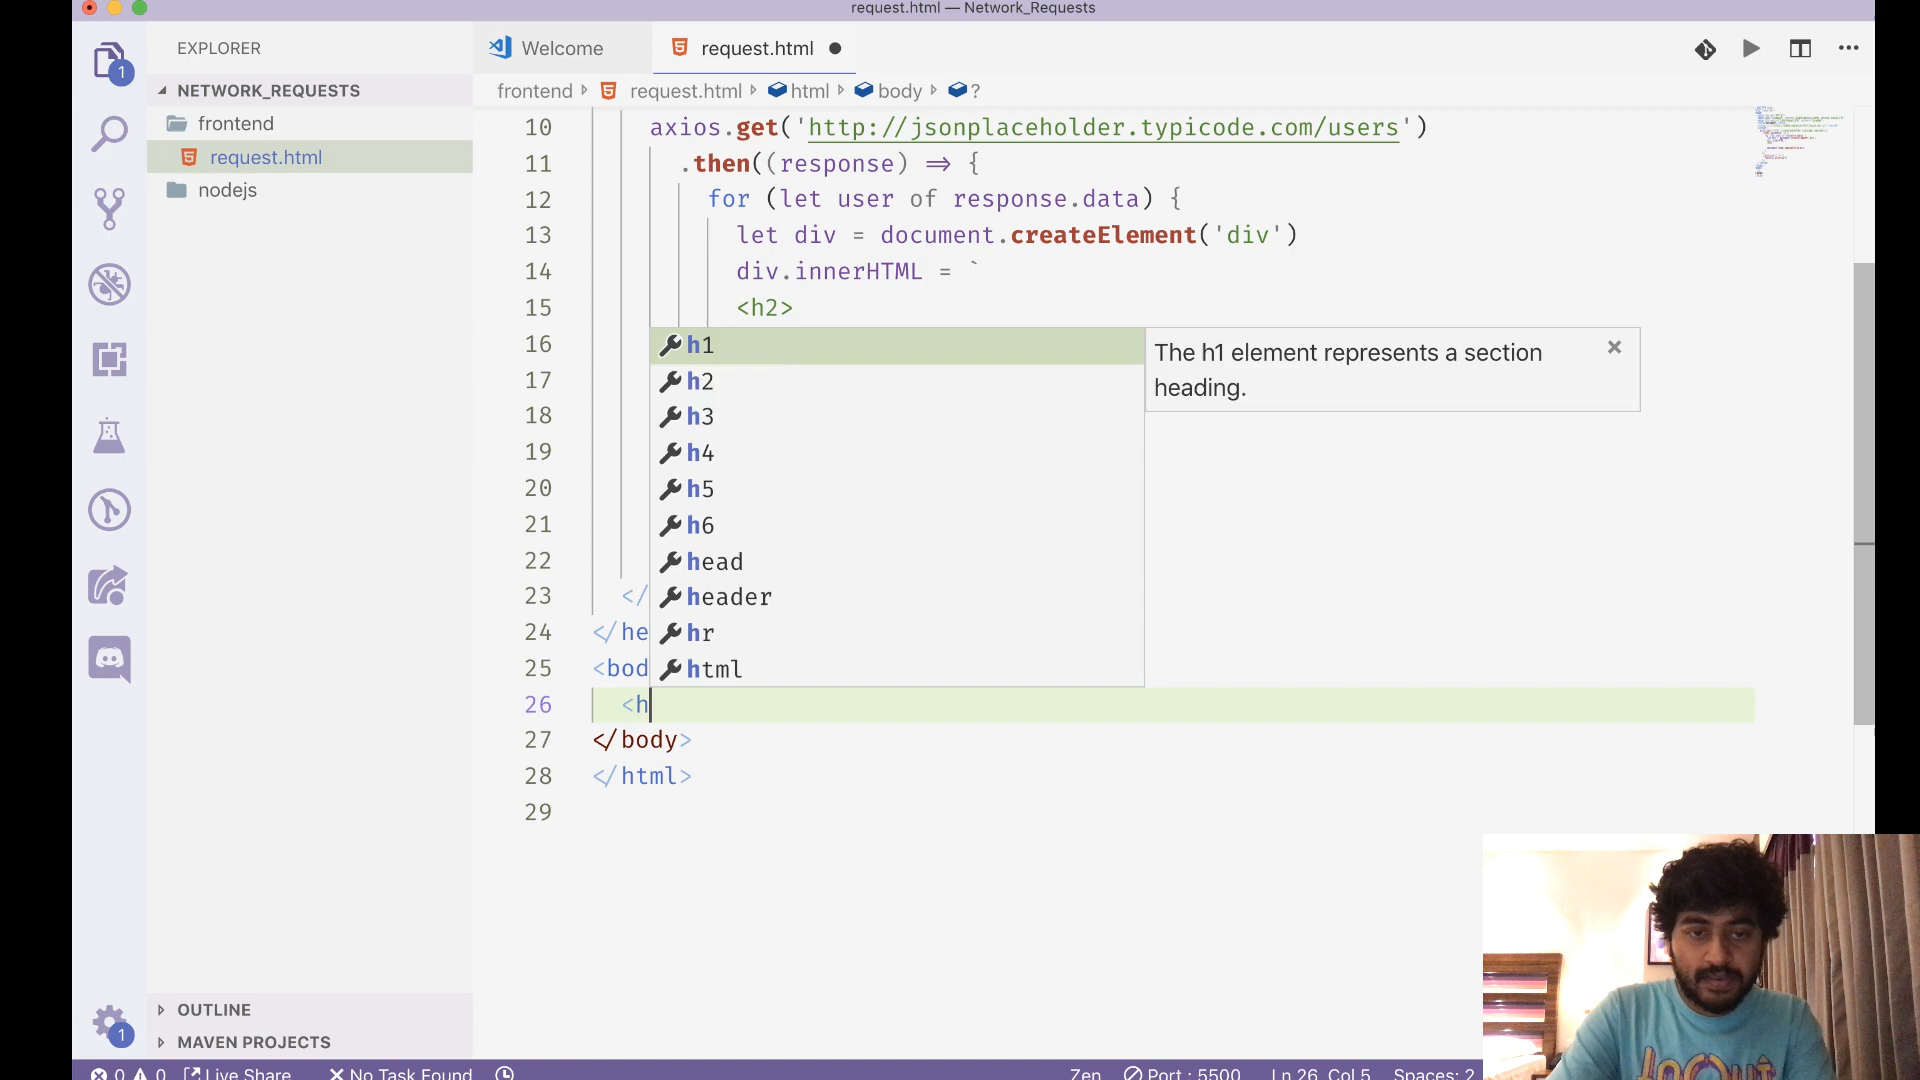 request.html — Network_Requests
EXPLORER
Welcome
request.html
1
NETWORK_REQUESTS
frontend
request.html
nodejs
frontend request.html html body ?
10 axios.get('http://jsonplaceholder.typicode.com/users')
11 .then((response) => {
12 for (let user of response.data) {
13 let div = document.createElement('div')
14 div.innerHTML = `
15 <h2>
16 h1
17 h2
18 h3
19 h4
20 h5
21 h6
22 head
23 </ header
24 </he hr
25 <bod html
26 <h
27 </body>
28 </html>
29
The h1 element represents a section
heading.
OUTLINE
MAVEN PROJECTS
1
0 0 Live Share No Task Found Zen Port : 5500 Ln 26, Col 5 Spaces: 2